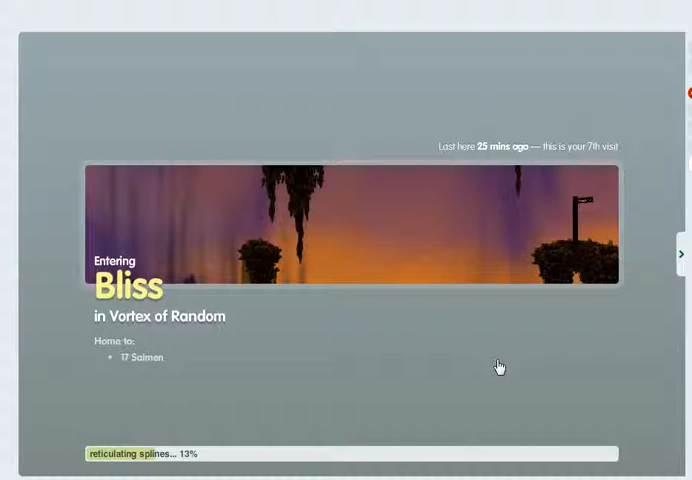 Last here 25 mins ago — this is your 7th visit
Entering
Bliss
in Vortex of Random
Home to:
17 Salmen
reticulating splines... 13%